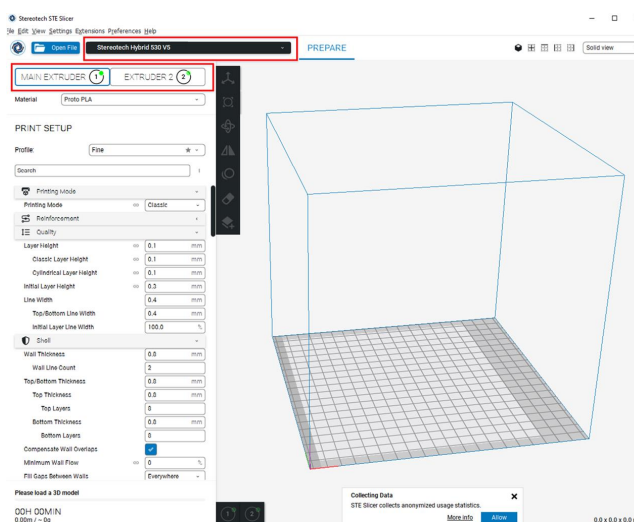 Stereotech STE Slicer
File Edit View Settings Extensions Preferences Help
Open File
Stereotech Hybrid 530 V5
PREPARE
Solid view
MAIN EXTRUDER 1
EXTRUDER 2 2
Material Proto PLA
PRINT SETUP
Profile: Fine
Search
Printing Mode
Printing Mode Classic
Reinforcement
Quality
Layer Height 0.1 mm
Classic Layer Height 0.1 mm
Cylindrical Layer Height 0.1 mm
Initial Layer Height 0.3 mm
Line Width 0.4 mm
Top/Bottom Line Width 0.4 mm
Initial Layer Line Width 100.0 %
Shell
Wall Thickness 0.8 mm
Wall Line Count 2
Top/Bottom Thickness 0.8 mm
Top Thickness 0.8 mm
Top Layers 8
Bottom Thickness 0.8 mm
Bottom Layers 8
Compensate Wall Overlaps
Minimum Wall Flow 0 %
Fill Gaps Between Walls Everywhere
Please load a 3D model
00H 00MIN
0.00m / ~ 0g
1 2
Collecting Data
STE Slicer collects anonymized usage statistics.
More info Allow
0.0 x 0.0 x 0.0